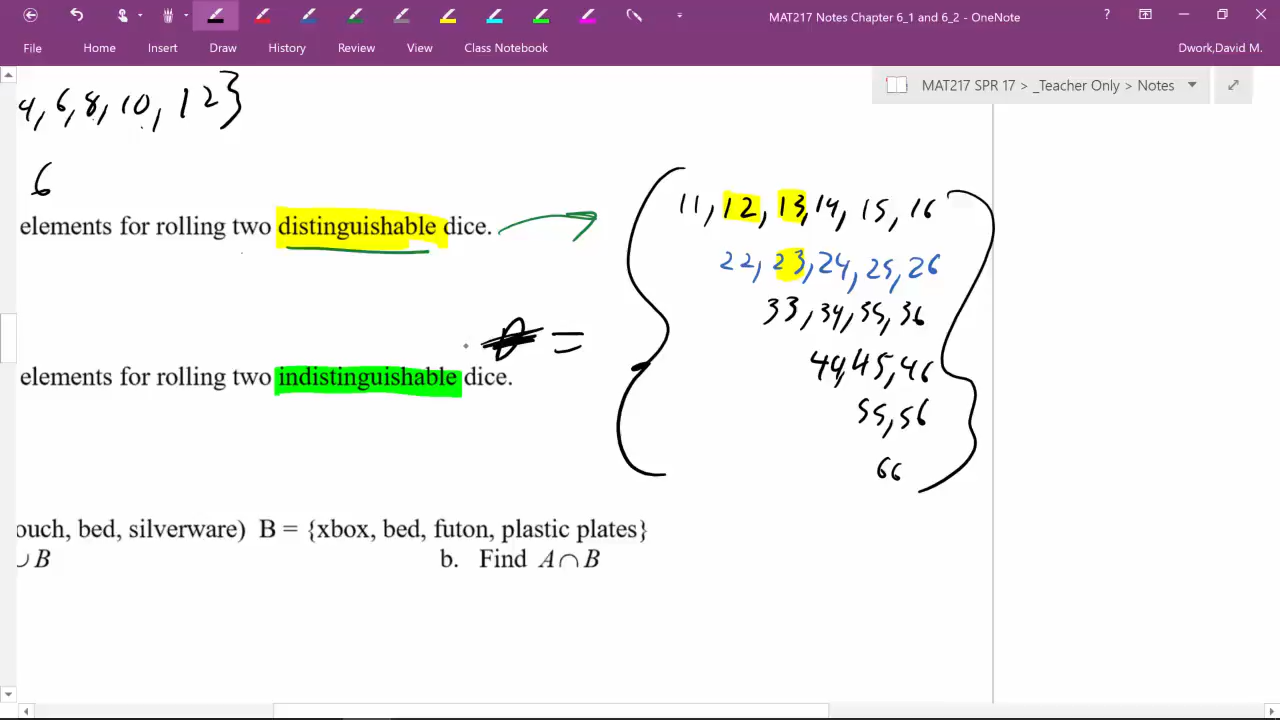 MAT217 Notes Chapter 6_1 and 6_2 - OneNote
File Home Insert Draw History Review View Class Notebook
Dwork,David M.
MAT217 SPR 17 > _Teacher Only > Notes
4, 6, 8, 10, 12}
6
elements for rolling two distinguishable dice.
11, 12, 13, 14, 15, 16
22, 23, 24, 25, 26
33, 34, 35, 36
=
44, 45, 46
elements for rolling two indistinguishable dice.
55, 56
66
ouch, bed, silverware) B = {xbox, bed, futon, plastic plates}
∪ B
b. Find A∩B